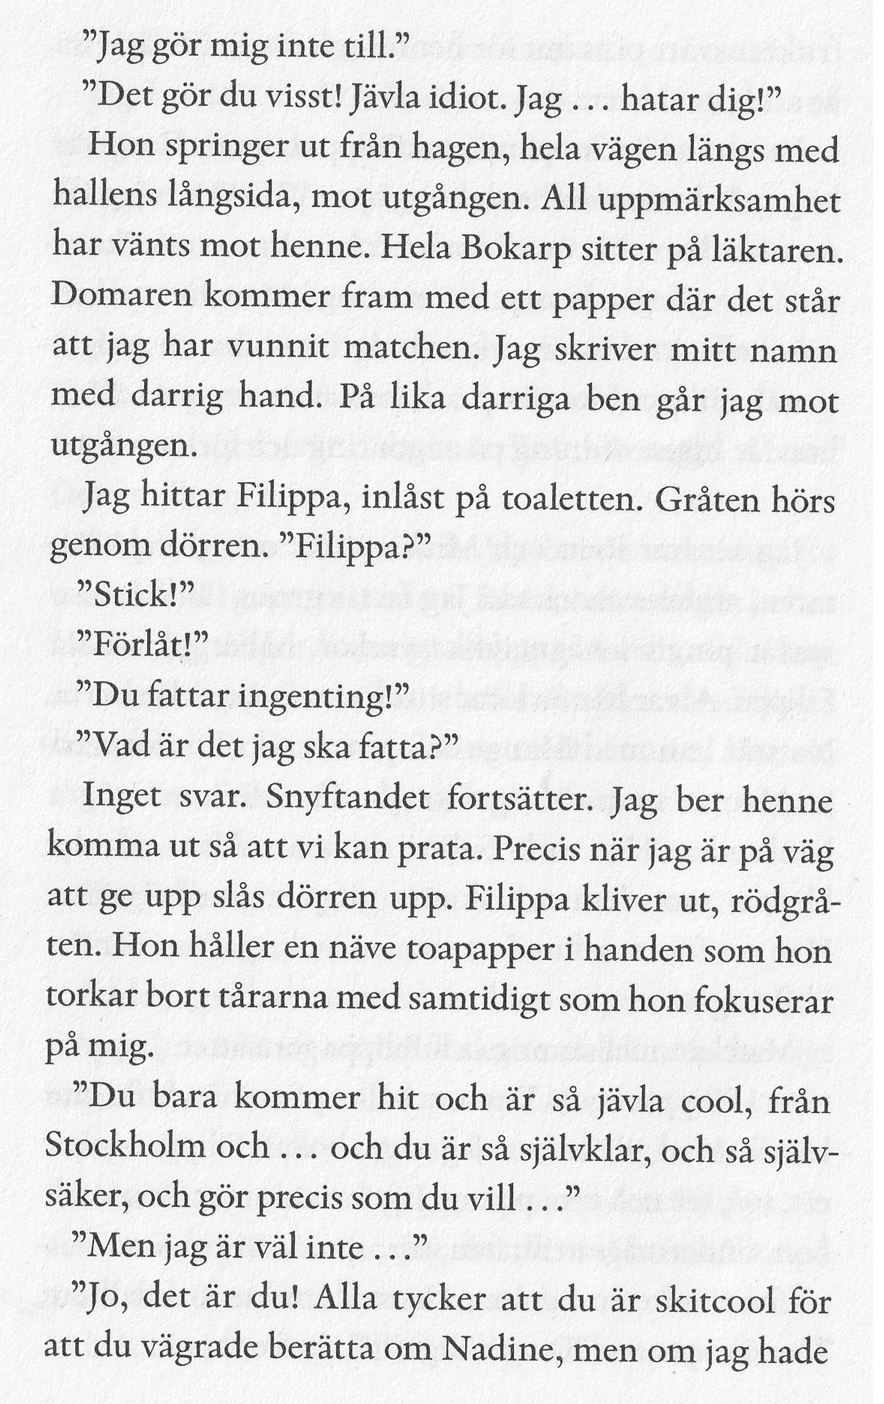 ”Jag gör mig inte till.”
”Det gör du visst! Jävla idiot. Jag . . . hatar dig!”
Hon springer ut från hagen, hela vägen längs med
hallens långsida, mot utgången. All uppmärksamhet
har vänts mot henne. Hela Bokarp sitter på läktaren.
Domaren kommer fram med ett papper där det står
att jag har vunnit matchen. Jag skriver mitt namn
med darrig hand. På lika darriga ben går jag mot
utgången.
Jag hittar Filippa, inlåst på toaletten. Gråten hörs
genom dörren. ”Filippa?”
”Stick!”
”Förlåt!”
”Du fattar ingenting!”
”Vad är det jag ska fatta?”
Inget svar. Snyftandet fortsätter. Jag ber henne
komma ut så att vi kan prata. Precis när jag är på väg
att ge upp slås dörren upp. Filippa kliver ut, rödgrå-
ten. Hon håller en näve toapapper i handen som hon
torkar bort tårarna med samtidigt som hon fokuserar
på mig.
”Du bara kommer hit och är så jävla cool, från
Stockholm och . . . och du är så självklar, och så själv-
säker, och gör precis som du vill . . .”
”Men jag är väl inte . . .”
”Jo, det är du! Alla tycker att du är skitcool för
att du vägrade berätta om Nadine, men om jag hade